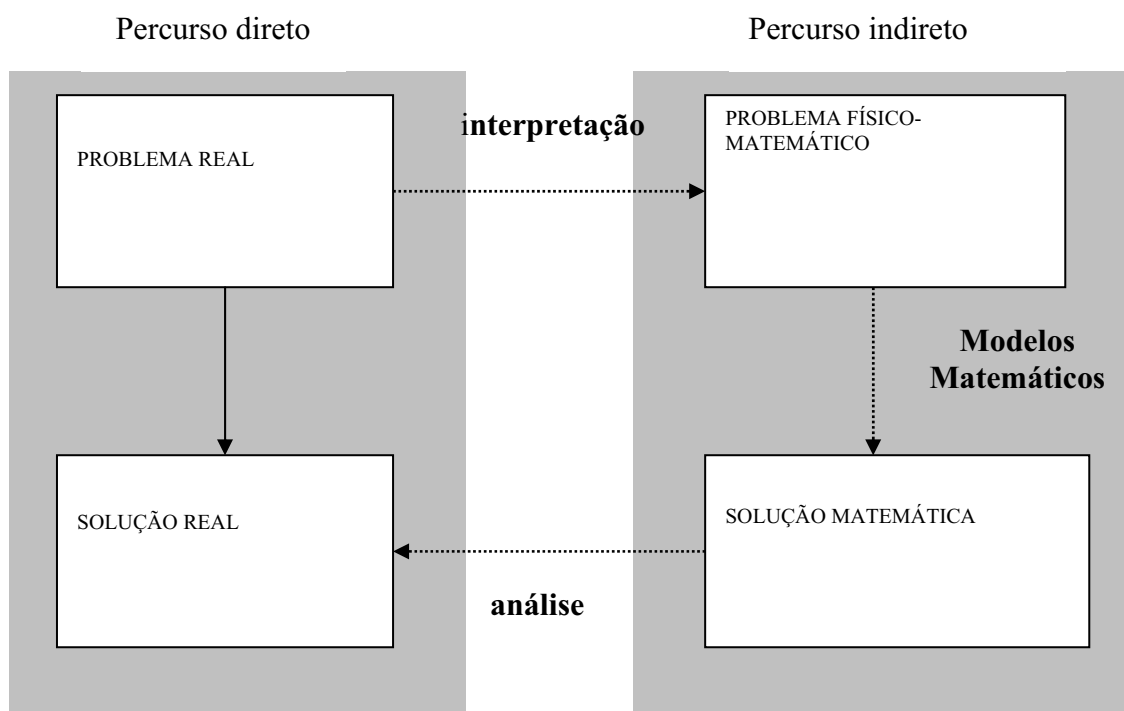 Percurso direto
Percurso indireto
interpretação
PROBLEMA REAL
PROBLEMA FÍSICO-
MATEMÁTICO
Modelos
Matemáticos
SOLUÇÃO REAL
SOLUÇÃO MATEMÁTICA
análise